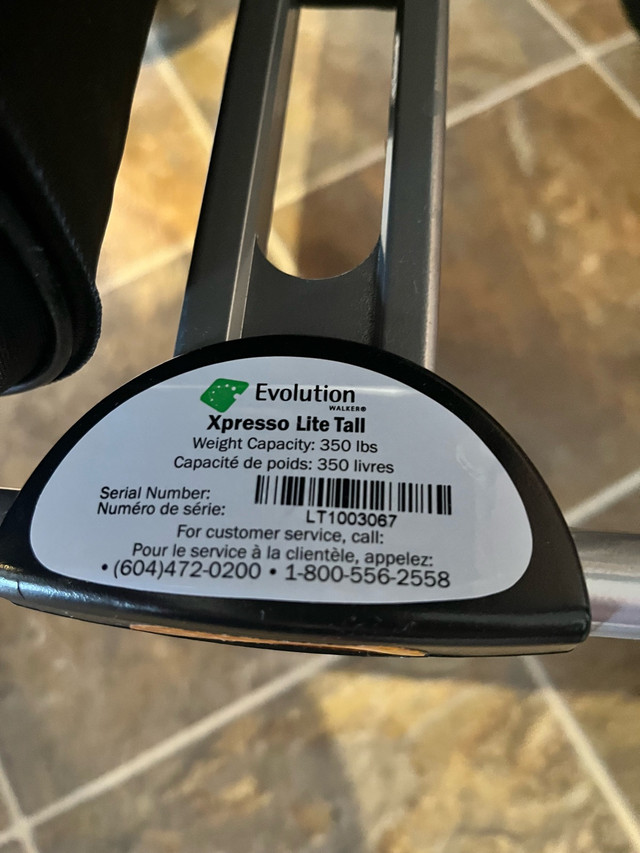 Evolution
WALKER®
Xpresso Lite Tall
Weight Capacity: 350 lbs
Capacité de poids: 350 livres
Serial Number:
Numéro de série:
LT1003067
For customer service, call:
Pour le service à la clientèle, appelez:
• (604)472-0200 • 1-800-556-2558